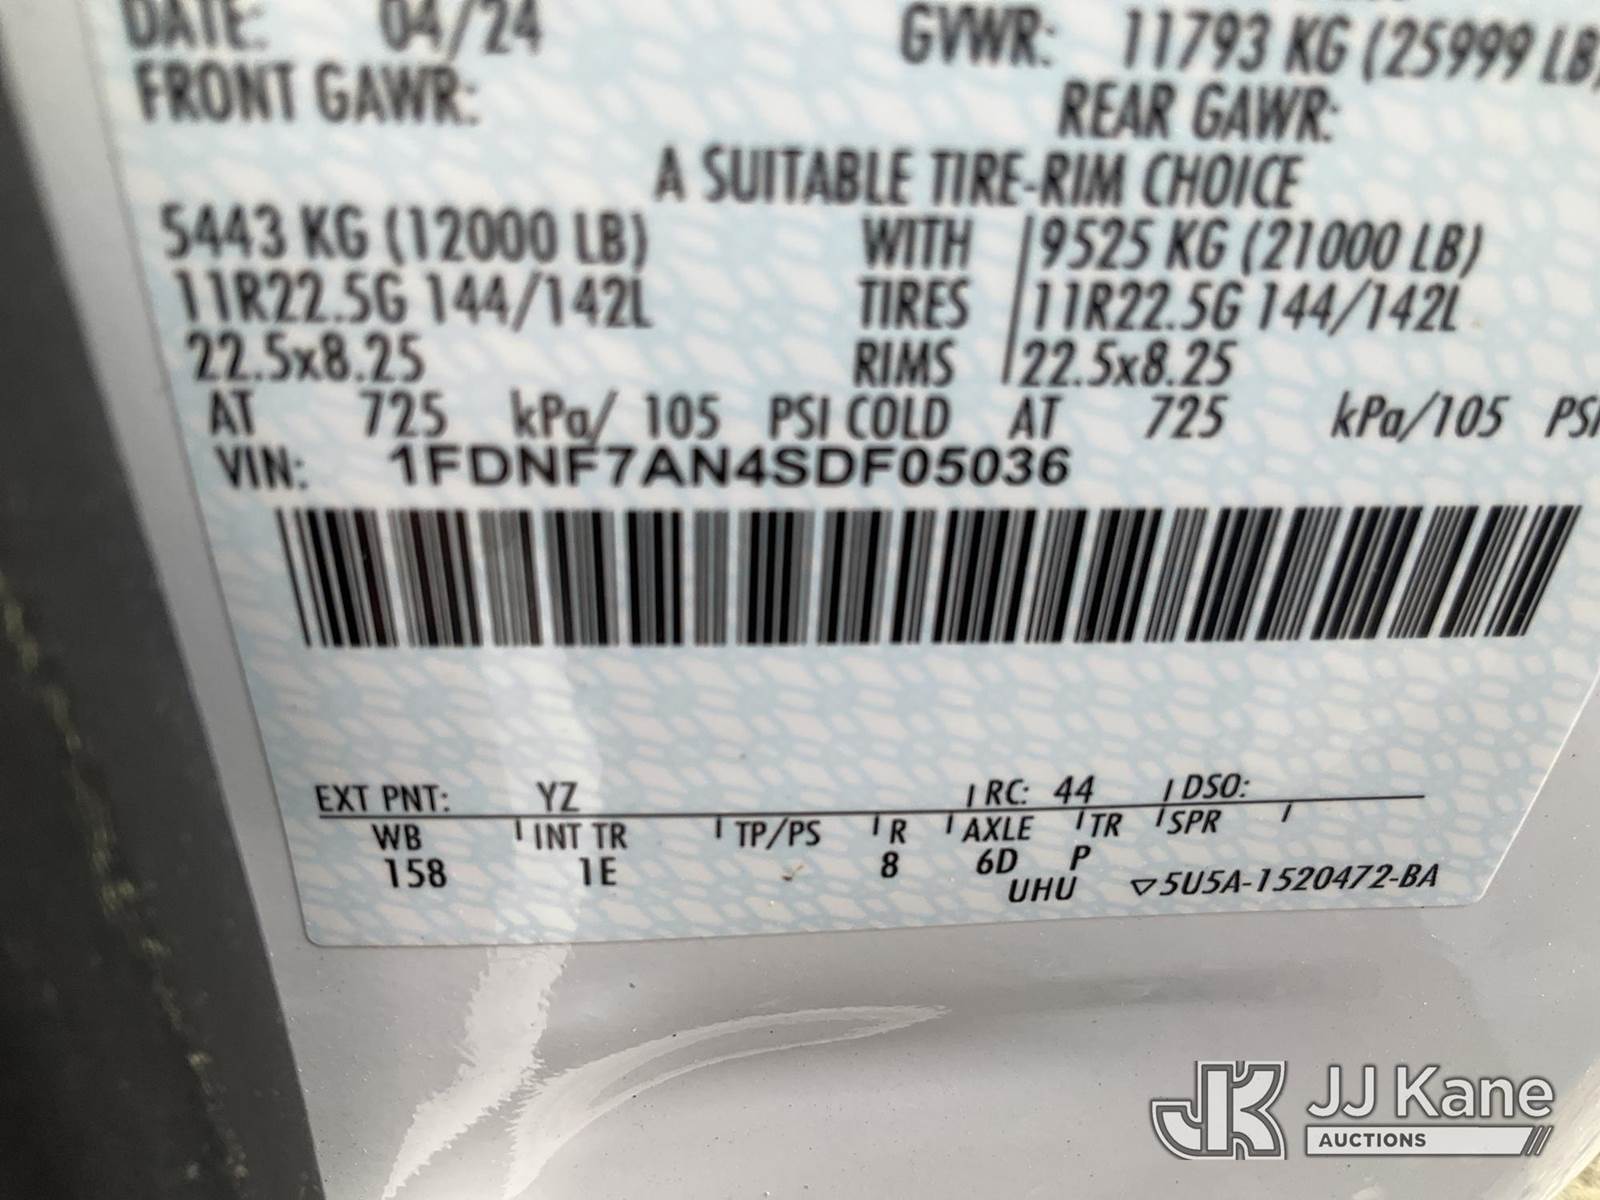 DATE: 04/24 GVWR: 11793 KG (25999 LB)
FRONT GAWR: REAR GAWR:
A SUITABLE TIRE-RIM CHOICE
5443 KG (12000 LB) WITH 9525 KG (21000 LB)
11R22.5G 144/142L TIRES 11R22.5G 144/142L
22.5x8.25 RIMS 22.5x8.25
AT 725 kPa/ 105 PSI COLD AT 725 kPa/105 PSI
VIN: 1FDNF7AN4SDF05036
EXT PNT: YZ RC: 44 DSO:
WB INT TR TP/PS R AXLE TR SPR
158 1E 8 6D P
UHU ▽5U5A-1520472-BA
JK JJ Kane
AUCTIONS